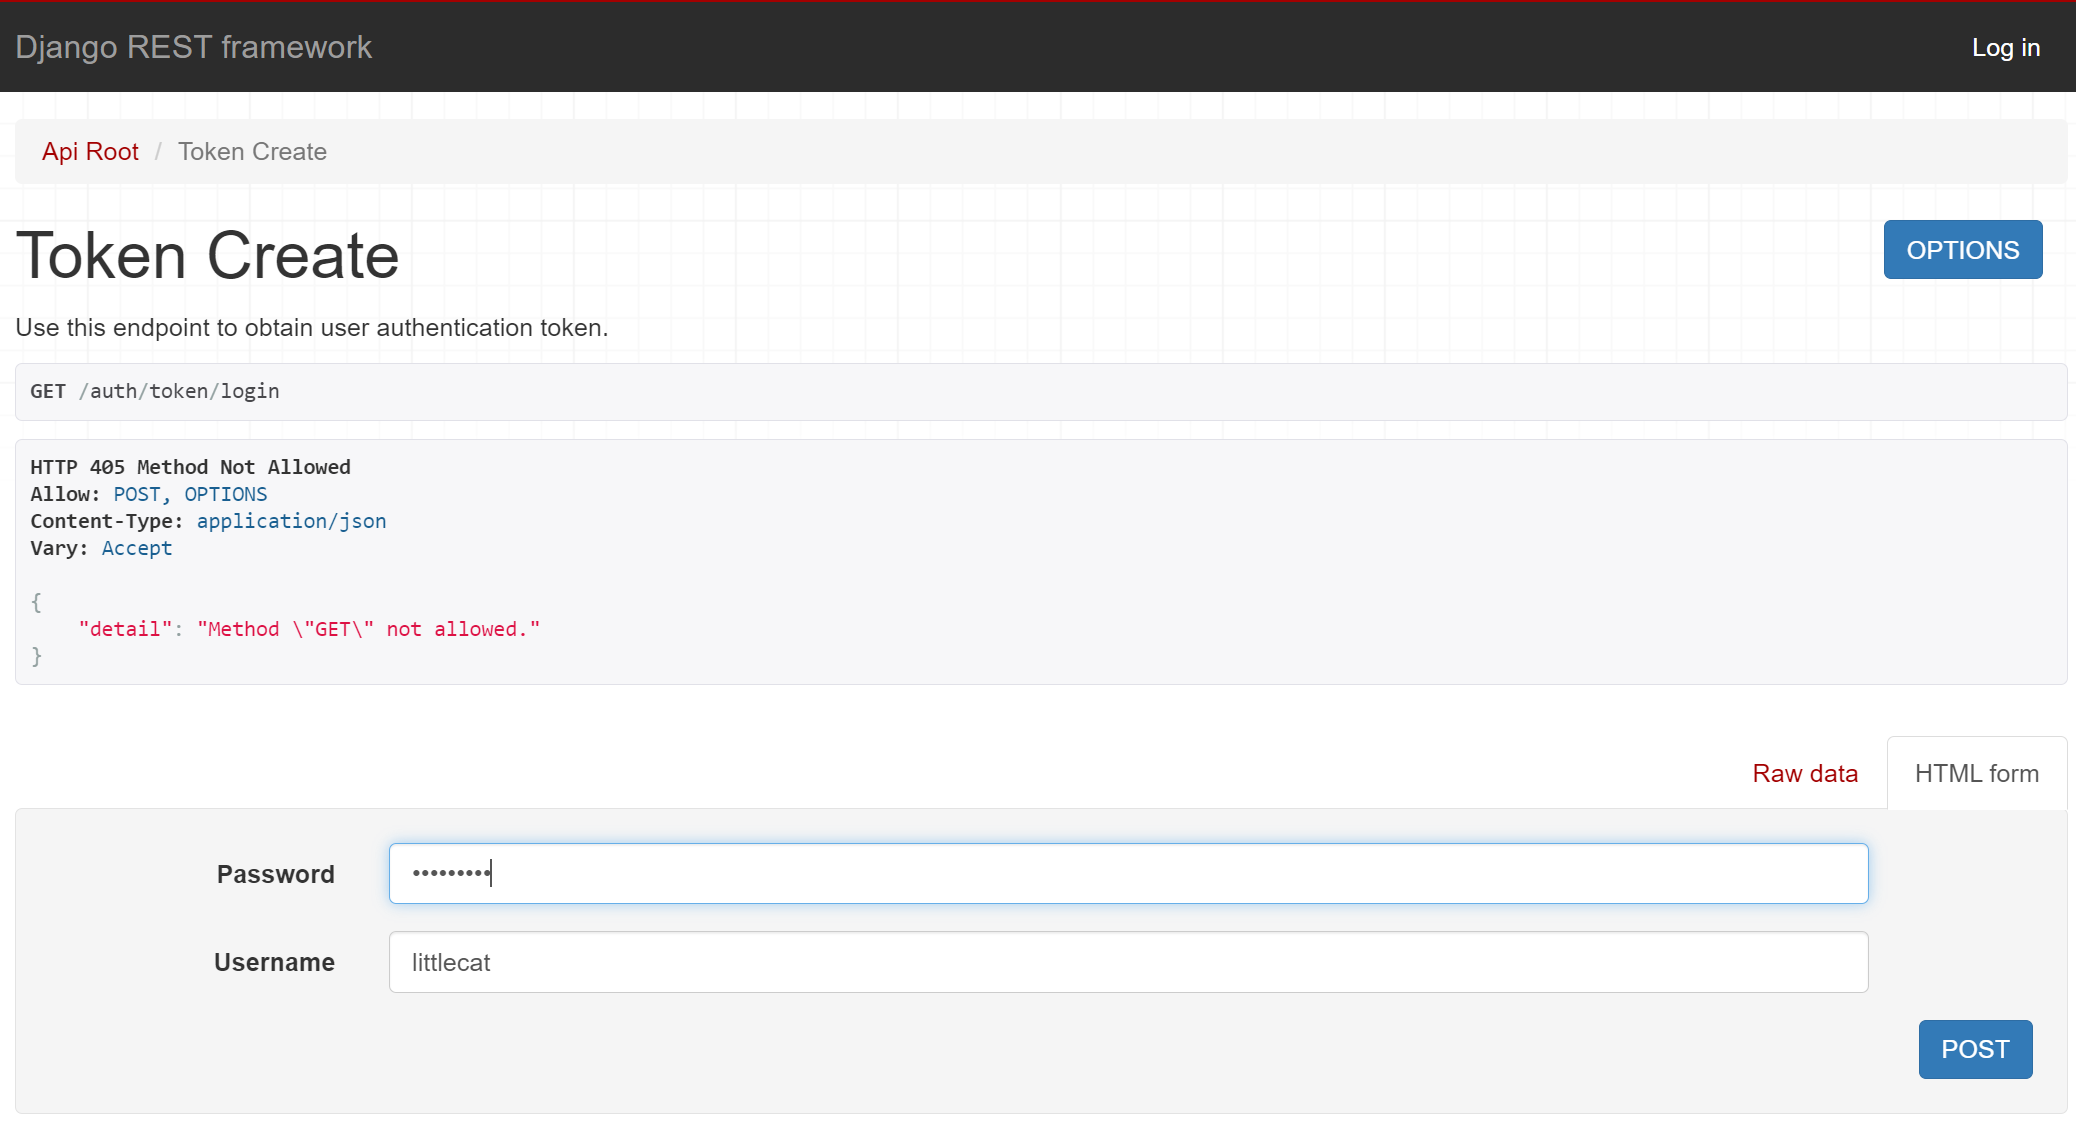 Django REST framework
Log in
Api Root / Token Create
Token Create
OPTIONS
Use this endpoint to obtain user authentication token.
GET /auth/token/login
HTTP 405 Method Not Allowed
Allow: POST, OPTIONS
Content-Type: application/json
Vary: Accept
{
    "detail": "Method \"GET\" not allowed."
}
Raw data
HTML form
Password
•••••••••
Username
littlecat
POST